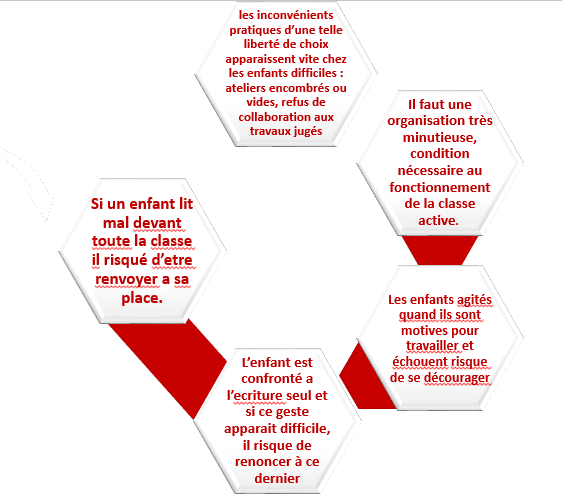 les inconvénients
pratiques d'une telle
liberté de choix
apparaissent vite chez
les enfants difficiles :
ateliers encombrés ou
vides, refus de
collaboration aux
travaux jugés
Il faut une
organisation très
minutieuse,
condition
nécessaire au
fonctionnement
de la classe
active.
Les enfants agités
quand ils sont
motives pour
travailler et
échouent risque
de se décourager
L'enfant est
confronté a
l'ecriture seul et
si ce geste
apparait difficile,
il risque de
renoncer à ce
dernier
Si un enfant lit
mal devant
toute la classe
il risqué d'etre
renvoyer a sa
place.